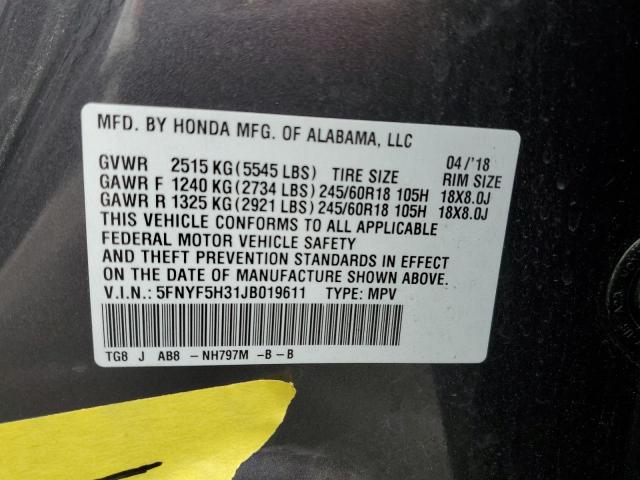 MFD. BY HONDA MFG. OF ALABAMA, LLC
GVWR 2515 KG (5545 LBS) TIRE SIZE 04/'18 RIM SIZE
GAWR F 1240 KG (2734 LBS) 245/60R18 105H 18X8.0J
GAWR R 1325 KG (2921 LBS) 245/60R18 105H 18X8.0J
THIS VEHICLE CONFORMS TO ALL APPLICABLE
FEDERAL MOTOR VEHICLE SAFETY
AND THEFT PREVENTION STANDARDS IN EFFECT
ON THE DATE OF MANUFACTURE SHOWN ABOVE.
V.I.N.: 5FNYF5H31JB019611 TYPE: MPV
TG8 J AB8 - NH797M - B - B